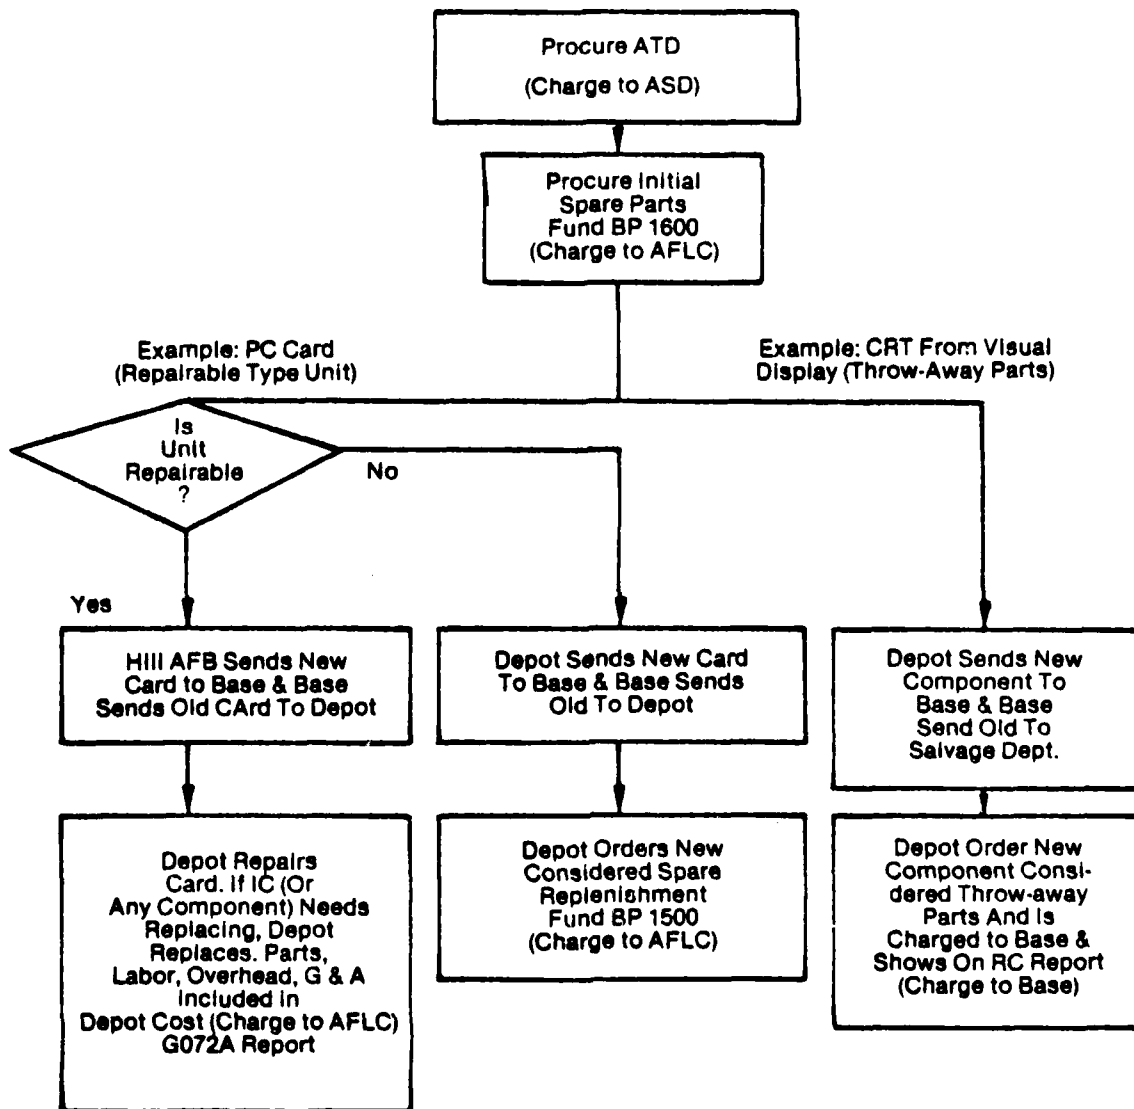 Procure ATD
(Charge to ASD)
Procure Initial
Spare Parts
Fund BP 1600
(Charge to AFLC)
Example: PC Card
(Repairable Type Unit)
Example: CRT From Visual
Display (Throw-Away Parts)
Is
Unit
Repairable
?
No
Yes
Hill AFB Sends New
Card to Base & Base
Sends Old CArd To Depot
Depot Sends New Card
To Base & Base Sends
Old To Depot
Depot Sends New
Component To
Base & Base
Send Old To
Salvage Dept.
Depot Repairs
Card. If IC (Or
Any Component) Needs
Replacing, Depot
Replaces. Parts,
Labor, Overhead, G & A
Included in
Depot Cost (Charge to AFLC)
G072A Report
Depot Orders New
Considered Spare
Replenishment
Fund BP 1500
(Charge to AFLC)
Depot Order New
Component Consi-
dered Throw-away
Parts And Is
Charged to Base &
Shows On RC Report
(Charge to Base)